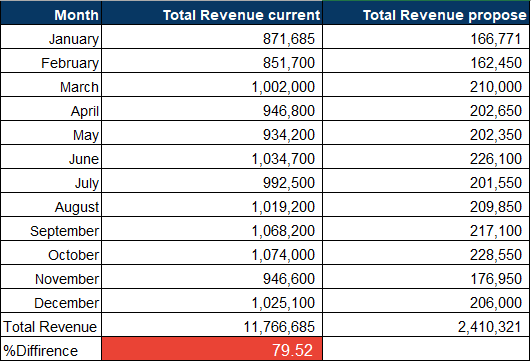 Month Total Revenue current Total Revenue propose
January 871,685 166,771
February 851,700 162,450
March 1,002,000 210,000
April 946,800 202,650
May 934,200 202,350
June 1,034,700 226,100
July 992,500 201,550
August 1,019,200 209,850
September 1,068,200 217,100
October 1,074,000 228,550
November 946,600 176,950
December 1,025,100 206,000
Total Revenue 11,766,685 2,410,321
%Diffirence 79.52